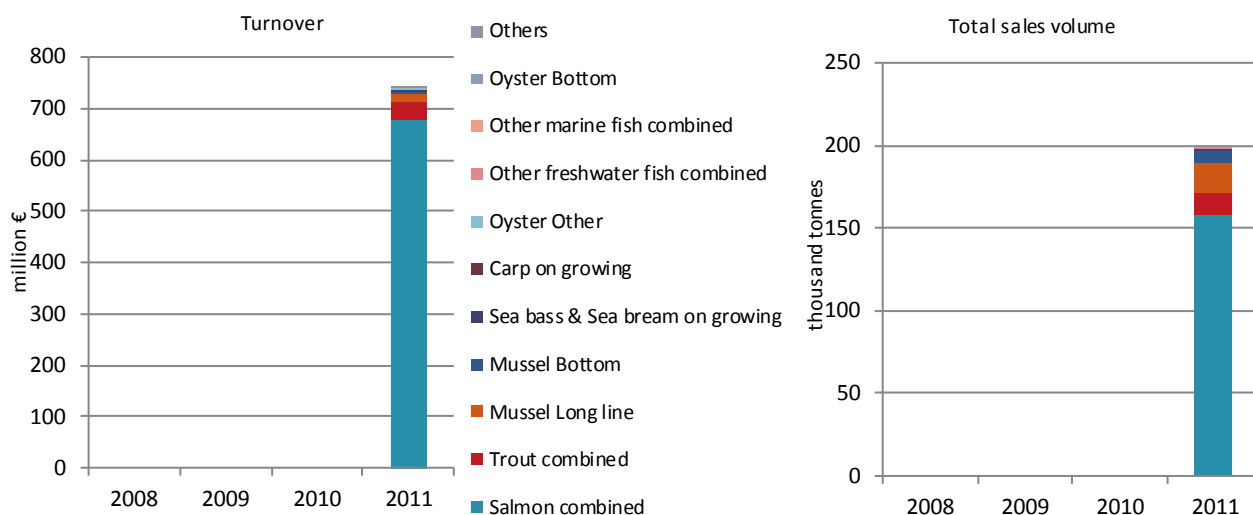 Turnover
800
700
600
500
400
300
200
100
0
million €
2008 2009 2010 2011
Others
Oyster Bottom
Other marine fish combined
Other freshwater fish combined
Oyster Other
Carp on growing
Sea bass & Sea bream on growing
Mussel Bottom
Mussel Long line
Trout combined
Salmon combined
Total sales volume
250
200
150
100
50
0
thousand tonnes
2008 2009 2010 2011